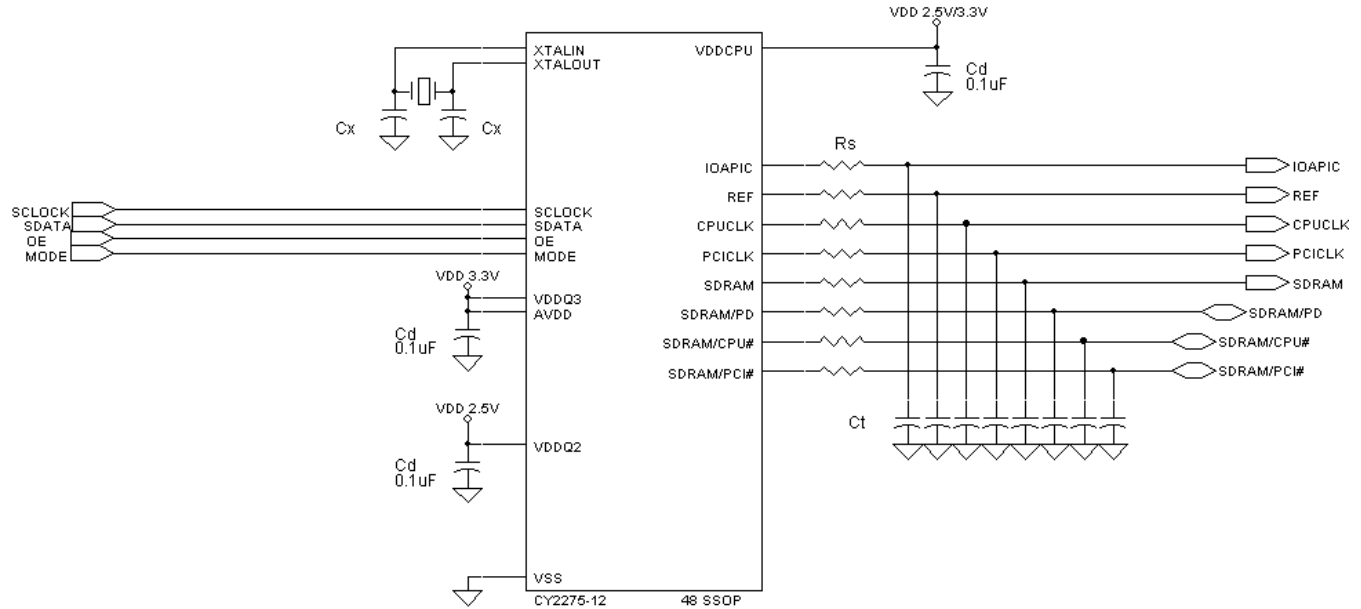 VDD 2.5V/3.3V
XTALIN VDDCPU
XTALOUT
Cd
0.1uF
Cx Cx
Rs
IOAPIC IOAPIC
REF REF
SCLOCK SCLOCK CPUCLK CPUCLK
SDATA SDATA
OE OE
MODE MODE PCICLK PCICLK
VDD 3.3V
SDRAM SDRAM
VDDQ3
AVDD SDRAM/PD SDRAM/PD
Cd
0.1uF
SDRAM/CPU# SDRAM/CPU#
SDRAM/PCI# SDRAM/PCI#
VDD 2.5V
Ct
VDDQ2
Cd
0.1uF
VSS
CY2275-12 48 SSOP